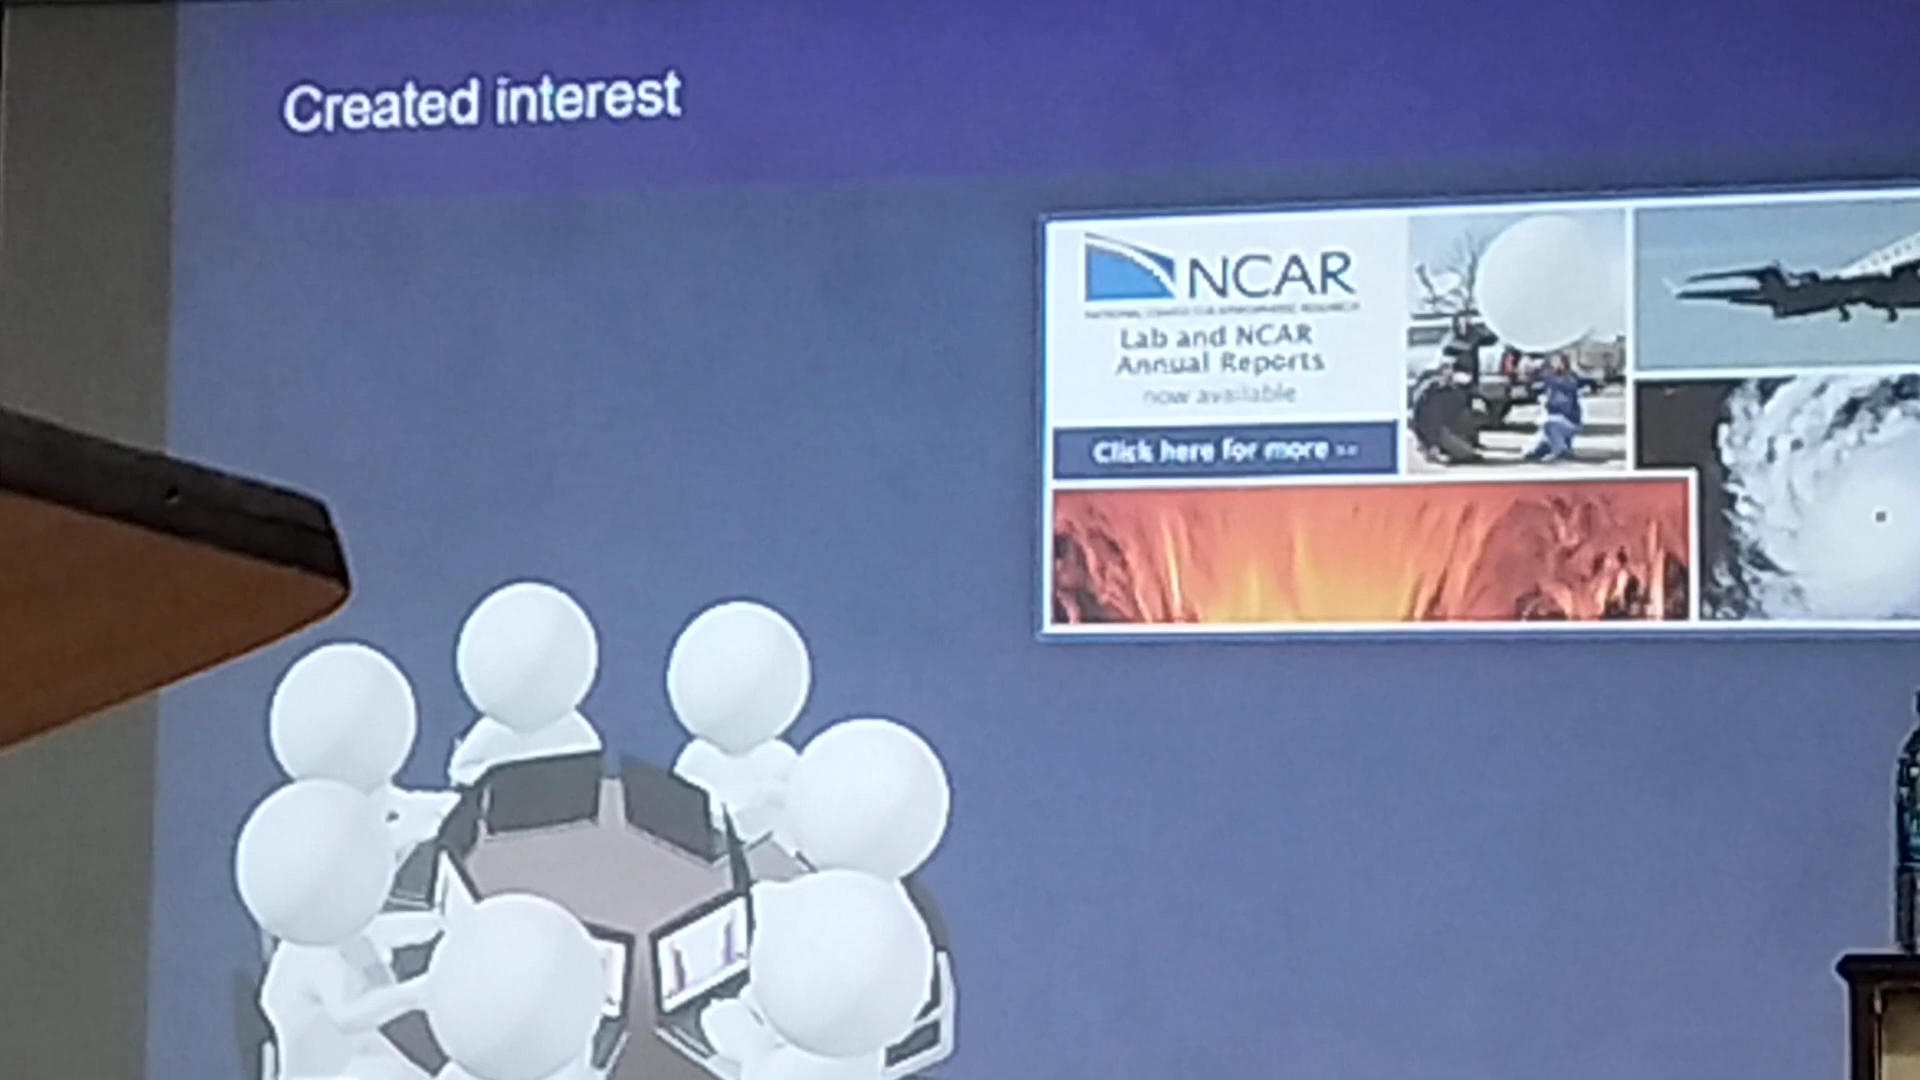 Created interest
NCAR
NATIONAL CENTER FOR ATMOSPHERIC RESEARCH
Lab and NCAR
Annual Reports
now available
Click here for more >>